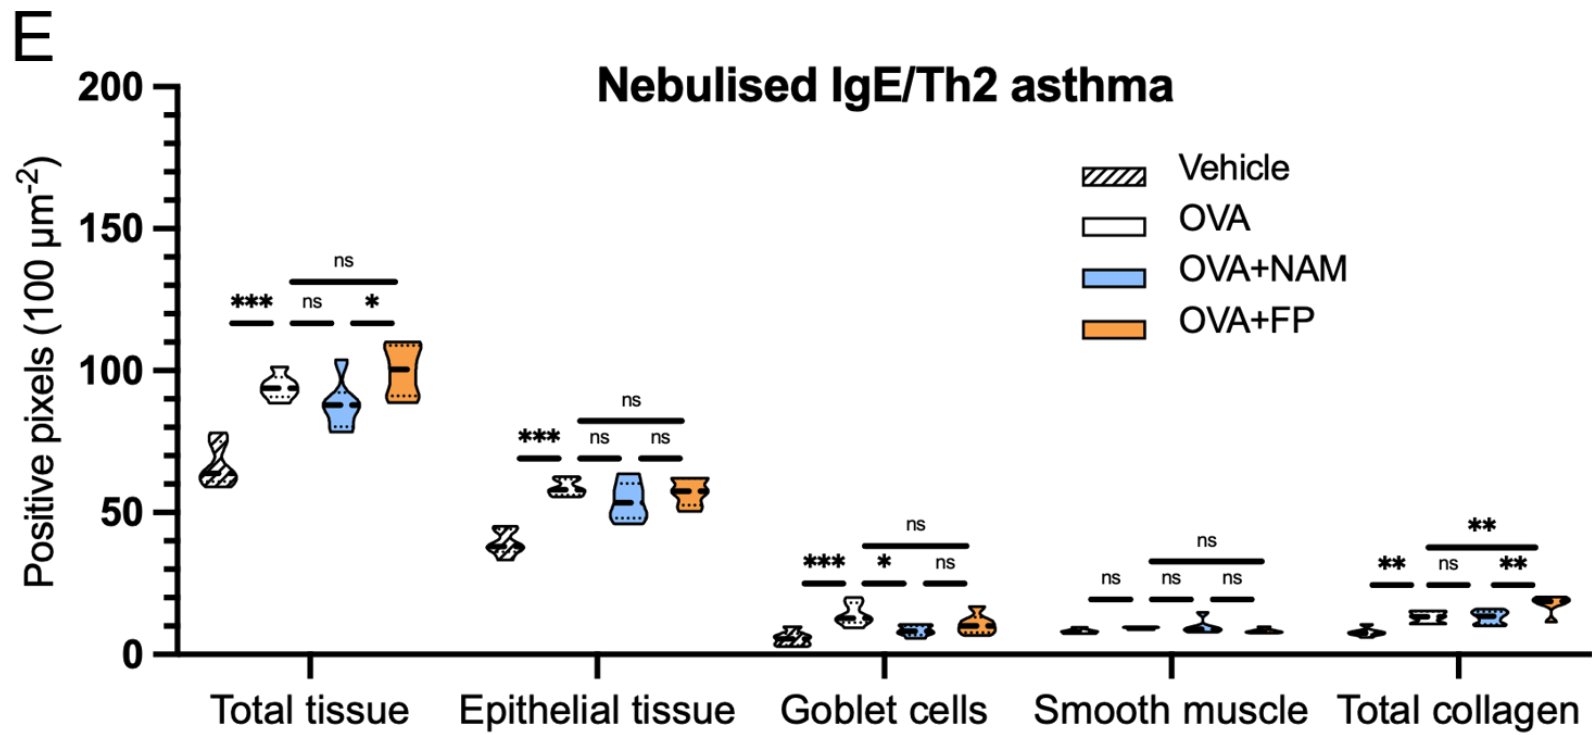 E
Nebulised IgE/Th2 asthma
Positive pixels (100 µm-2)
200
150
100
50
0
Vehicle
OVA
OVA+NAM
OVA+FP
ns
*** ns *
ns
*** ns ns
ns
*** * ns
ns
ns ns ns
**
** ns **
Total tissue Epithelial tissue Goblet cells Smooth muscle Total collagen